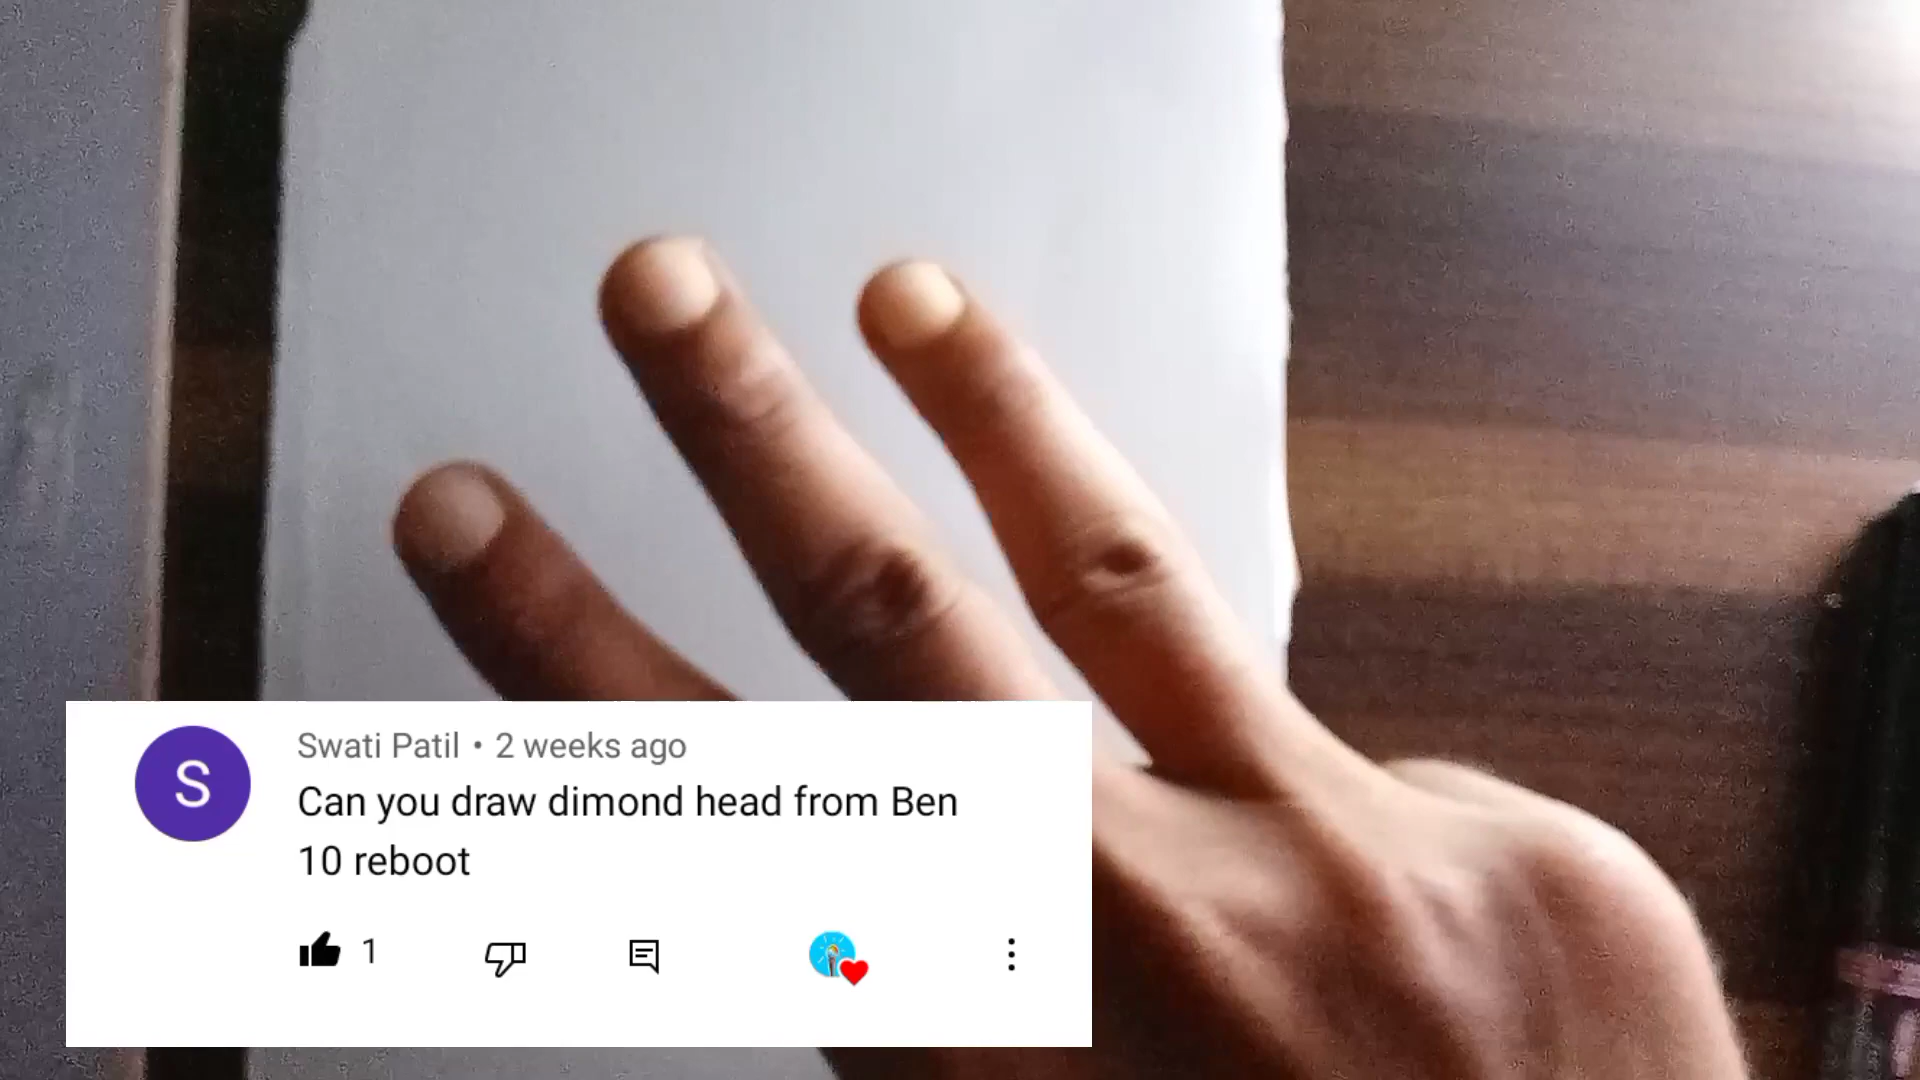 S
Swati Patil • 2 weeks ago
Can you draw dimond head from Ben
10 reboot
1